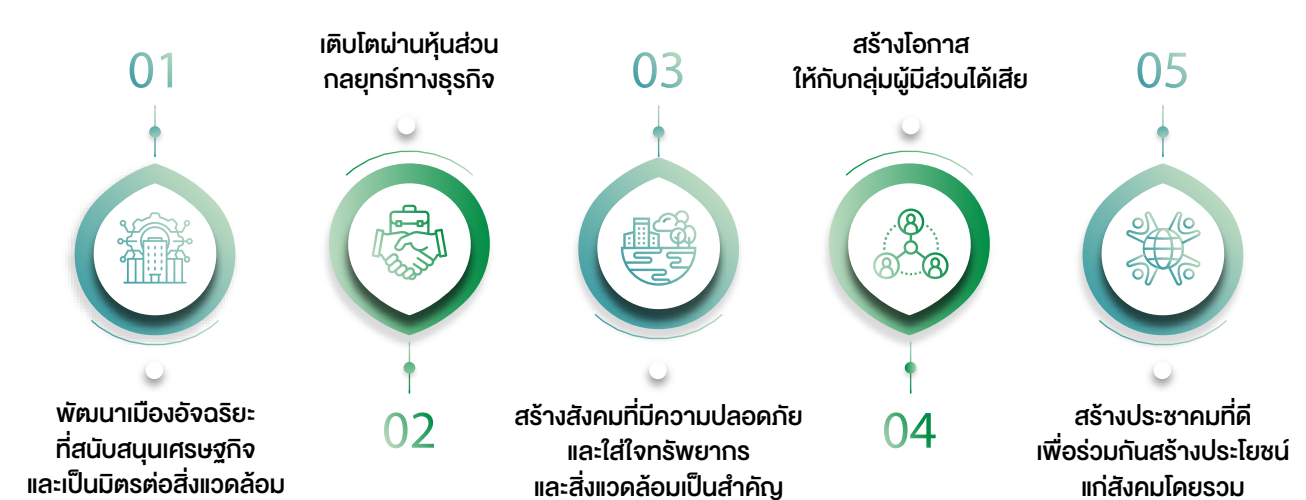 01
พัฒนาเมืองอัจฉริยะ
ที่สนับสนุนเศรษฐกิจ
และเป็นมิตรต่อสิ่งแวดล้อม
เติบโตผ่านหุ้นส่วน
กลยุทธ์ทางธุรกิจ
02
03
สร้างสังคมที่มีความปลอดภัย
และใส่ใจทรัพยากร
และสิ่งแวดล้อมเป็นสำคัญ
สร้างโอกาส
ให้กับกลุ่มผู้มีส่วนได้เสีย
04
05
สร้างประชาคมที่ดี
เพื่อร่วมกันสร้างประโยชน์
แก่สังคมโดยรวม